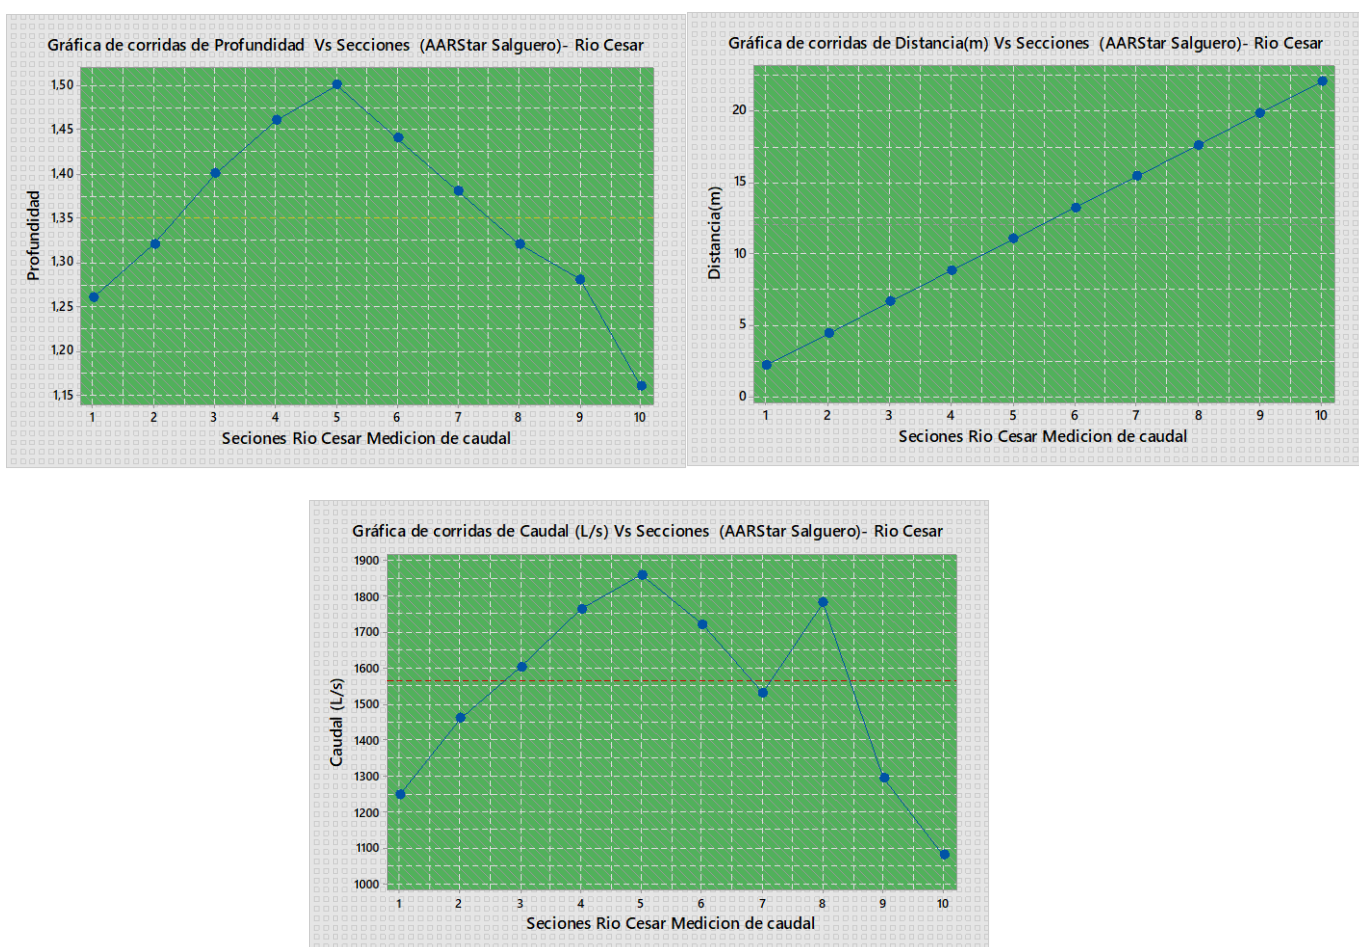 Gráfica de corridas de Profundidad Vs Secciones (AARStar Salguero)- Rio Cesar
1,50
1,45
1,40
1,35
1,30
1,25
1,20
1,15
Profundidad
1 2 3 4 5 6 7 8 9 10
Seciones Rio Cesar Medicion de caudal
Gráfica de corridas de Distancia(m) Vs Secciones (AARStar Salguero)- Rio Cesar
20
15
10
5
0
Distancia(m)
1 2 3 4 5 6 7 8 9 10
Seciones Rio Cesar Medicion de caudal
Gráfica de corridas de Caudal (L/s) Vs Secciones (AARStar Salguero)- Rio Cesar
1900
1800
1700
1600
1500
1400
1300
1200
1100
1000
Caudal (L/s)
1 2 3 4 5 6 7 8 9 10
Seciones Rio Cesar Medicion de caudal